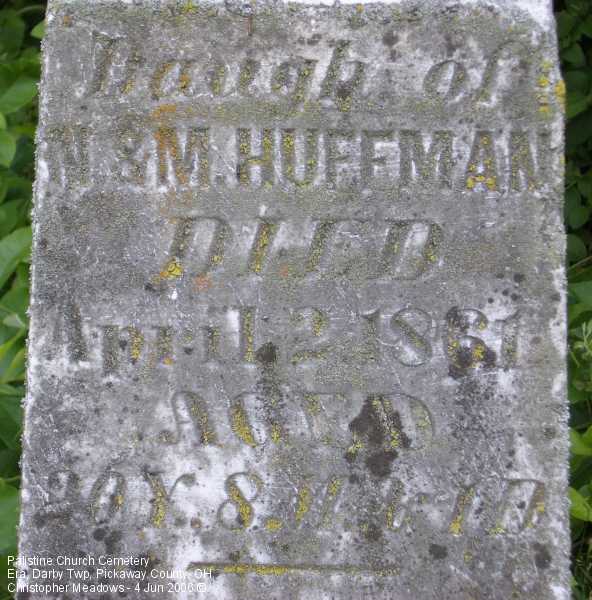 Daugh of
N. & M. HUFFMAN
DIED
April 2 1861
AGED
20Y. 8 M. 
Palistine Church Cemetery
Era, Darby Twp, Pickaway County, OH
Christopher Meadows - 4 Jun 2006 ©